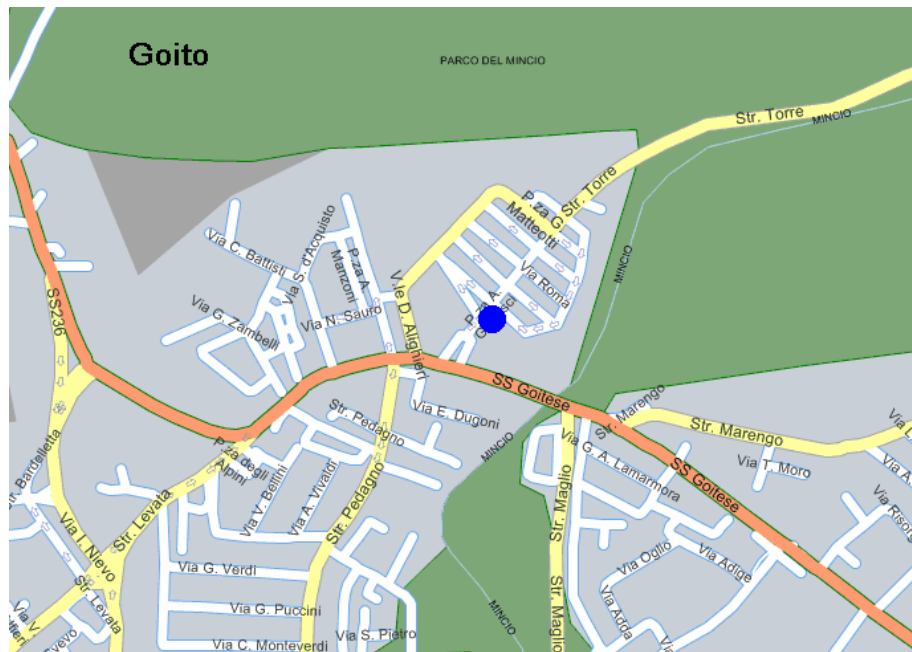 Goito
PARCO DEL MINCIO
Str. Torre
MINCIO
Str. Torre
P.za G.
Matteotti
Via Roma
MINCIO
Via C. Battisti
Via S. d'Acquisto
P.za A.
Manzoni
V.le D. Alighieri
P.za A.
SS236
Via G. Zambelli
Via N. Sauro
SS Goitese
Str. Pedagno
Via E. Dugoni
Str. Marengo
Str. Marengo
Via T. Moro
SS Goitese
MINCIO
Via G. A. Lamarmora
Str. Bardelletta
P.za degli
Alpini
Via V. Bellini
Via A. Vivaldi
Str. Pedagno
Str. Maglio
Str. Levata
Via I. Nievo
Via Oglio
Via Adige
Via G. Verdi
Str. Levata
Via G. Puccini
MINCIO
Str. Maglio
Via Adda
Via S. Pietro
Via C. Monteverdi